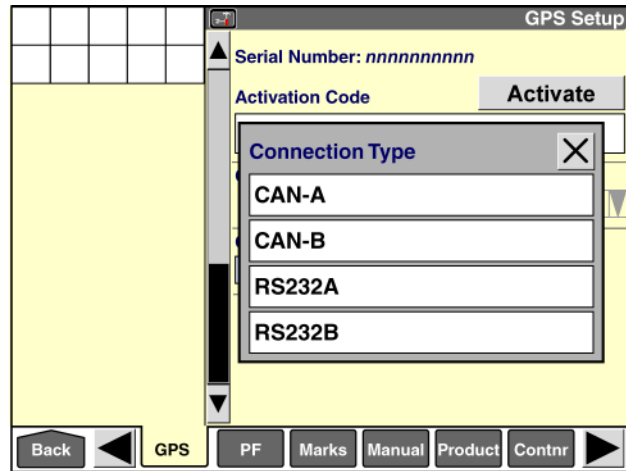 GPS Setup
Serial Number: nnnnnnnnnn
Activation Code
Activate
Connection Type
CAN-A
CAN-B
RS232A
RS232B
Back
GPS
PF
Marks
Manual
Product
Contnr